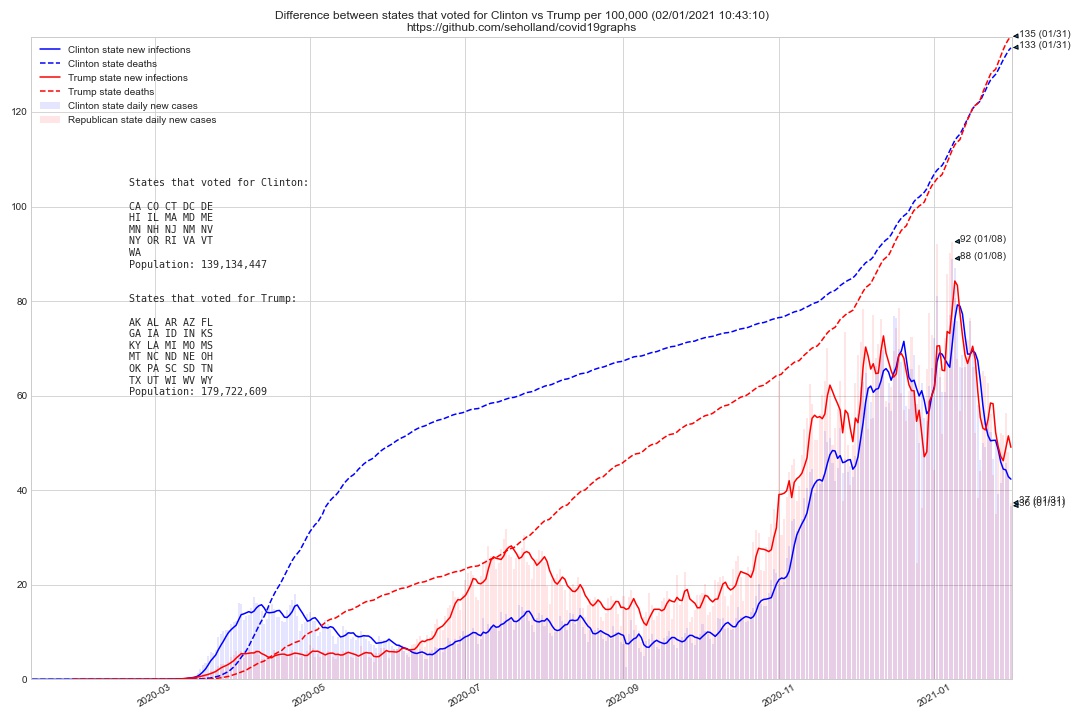 Difference between states that voted for Clinton vs Trump per 100,000 (02/01/2021 10:43:10)
https://github.com/seholland/covid19graphs
Clinton state new infections
Clinton state deaths
Trump state new infections
Trump state deaths
Clinton state daily new cases
Republican state daily new cases
135 (01/31)
133 (01/31)
120
States that voted for Clinton:
CA CO CT DC DE
HI IL MA MD ME
MN NH NJ NM NV
NY OR RI VA VT
WA
Population: 139,134,447
100
92 (01/08)
88 (01/08)
States that voted for Trump:
AK AL AR AZ FL
GA IA ID IN KS
KY LA MI MO MS
MT NC ND NE OH
OK PA SC SD TN
TX UT WI WV WY
Population: 179,722,609
80
60
40
37 (01/31)
36 (01/31)
20
0
2020-03
2020-05
2020-07
2020-09
2020-11
2021-01